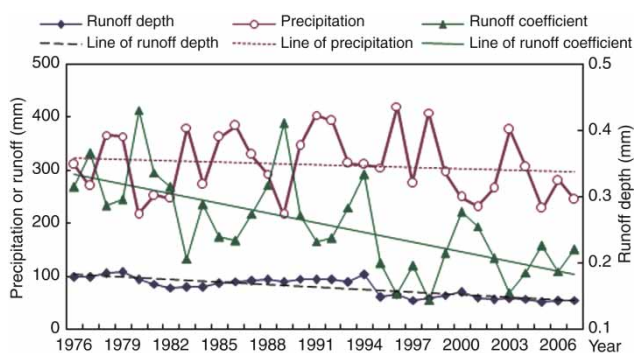 Runoff depth Precipitation Runoff coefficient
Line of runoff depth Line of precipitation Line of runoff coefficient
500 0.5
400 0.4
300 0.3
200 0.2
100
0 0.1
Precipitation or runoff (mm)
Runoff depth (mm)
1976 1979 1982 1985 1988 1991 1994 1997 2000 2003 2006 Year